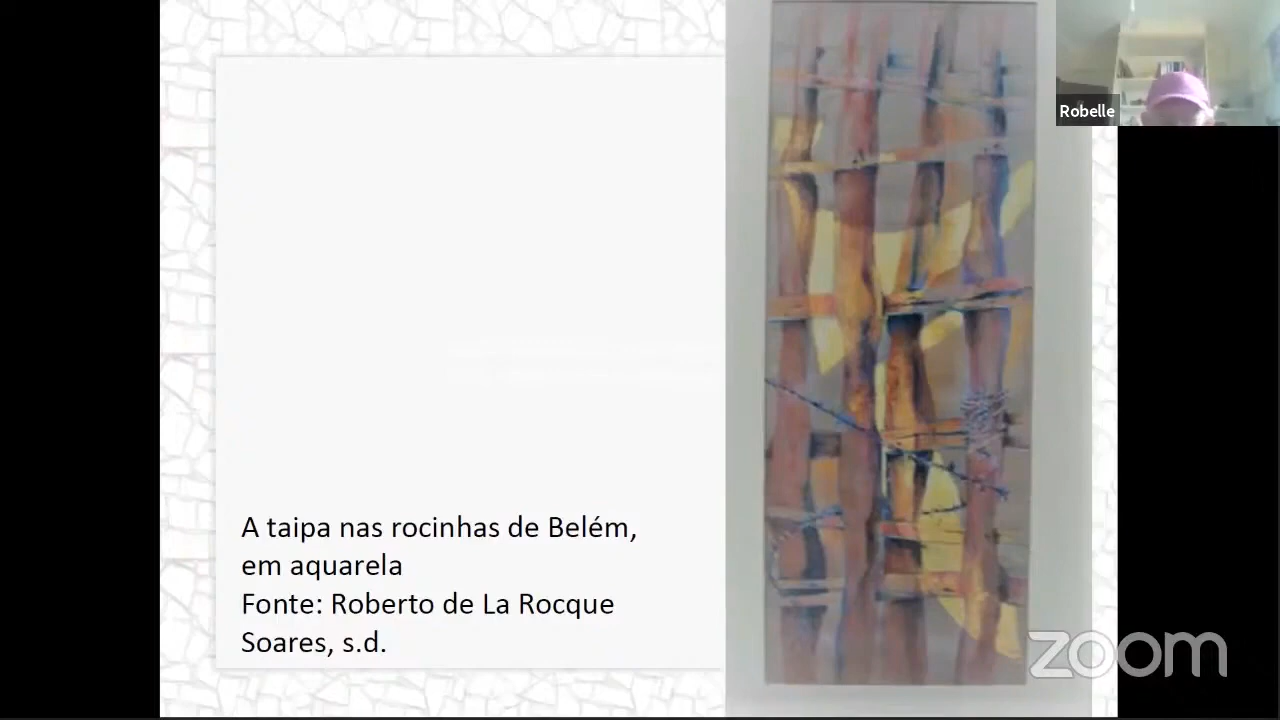 Robelle
A taipa nas rocinhas de Belém,
em aquarela
Fonte: Roberto de La Rocque
Soares, s.d.
zoom